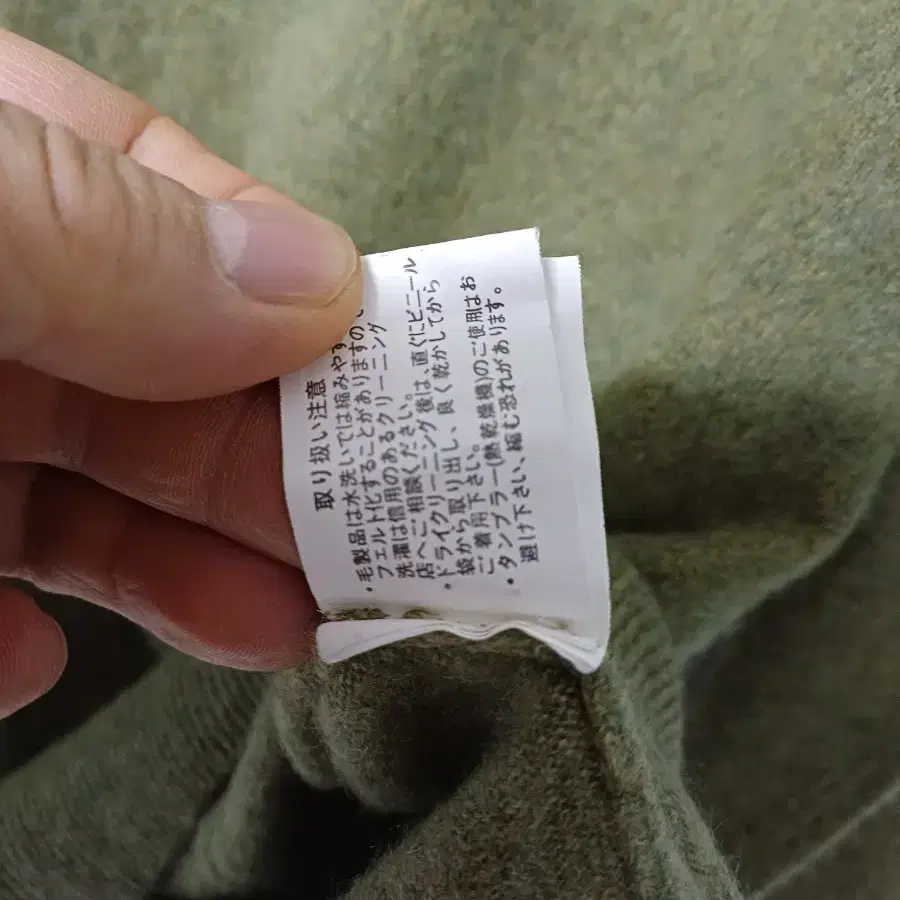 取り扱い注意
・毛製品は水洗いでは縮みやす
フェルト化することがありますので
洗濯は信用のあるクリーニング
店へご相談ください。
・ドライクリーニング後は、直ぐにビニール
袋から取り出し、良く乾かしてから
ご着用下さい。
・タンブラー(熱乾燥機)のご使用はお
避け下さい、縮む恐れがあります。